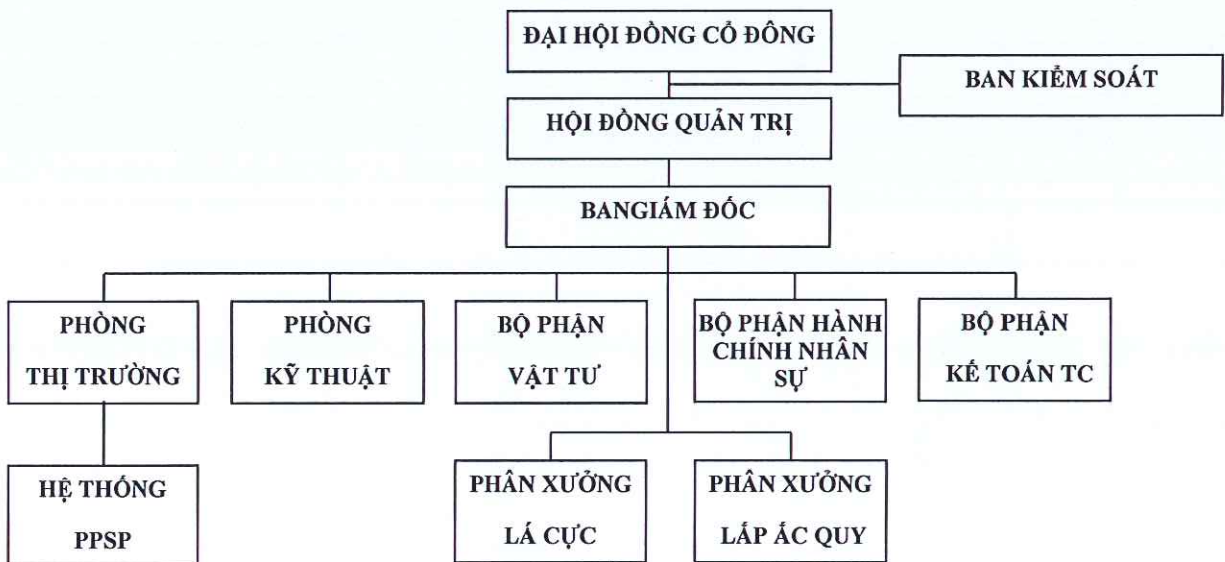 ĐẠI HỘI ĐỒNG CỔ ĐÔNG
BAN KIỂM SOÁT
HỘI ĐỒNG QUẢN TRỊ
BANGIÁM ĐỐC
PHÒNG
THỊ TRƯỜNG
PHÒNG
KỸ THUẬT
BỘ PHẬN
VẬT TƯ
BỘ PHẬN HÀNH
CHÍNH NHÂN
SỰ
BỘ PHẬN
KẾ TOÁN TC
HỆ THỐNG
PPSP
PHÂN XƯỞNG
LÁ CỰC
PHÂN XƯỞNG
LẮP ẮC QUY